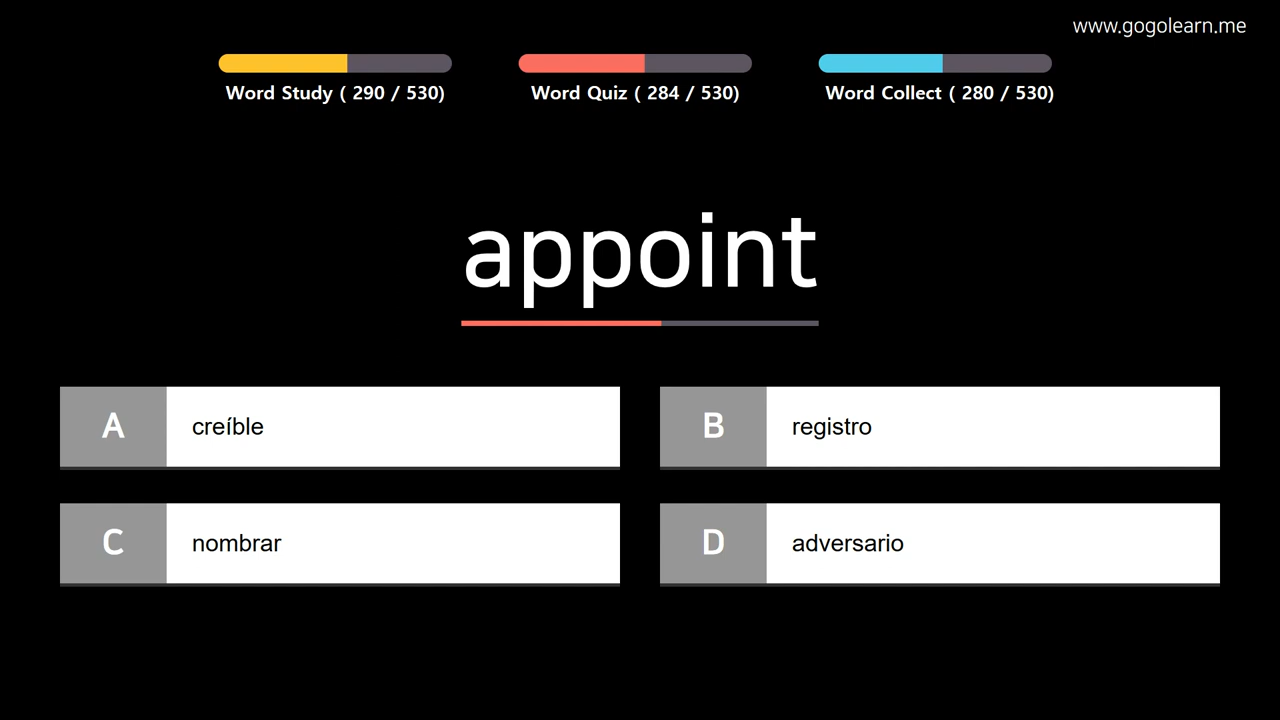 www.gogolearn.me
Word Study ( 290 / 530)
Word Quiz ( 284 / 530)
Word Collect ( 280 / 530)
appoint
A
creíble
B
registro
C
nombrar
D
adversario